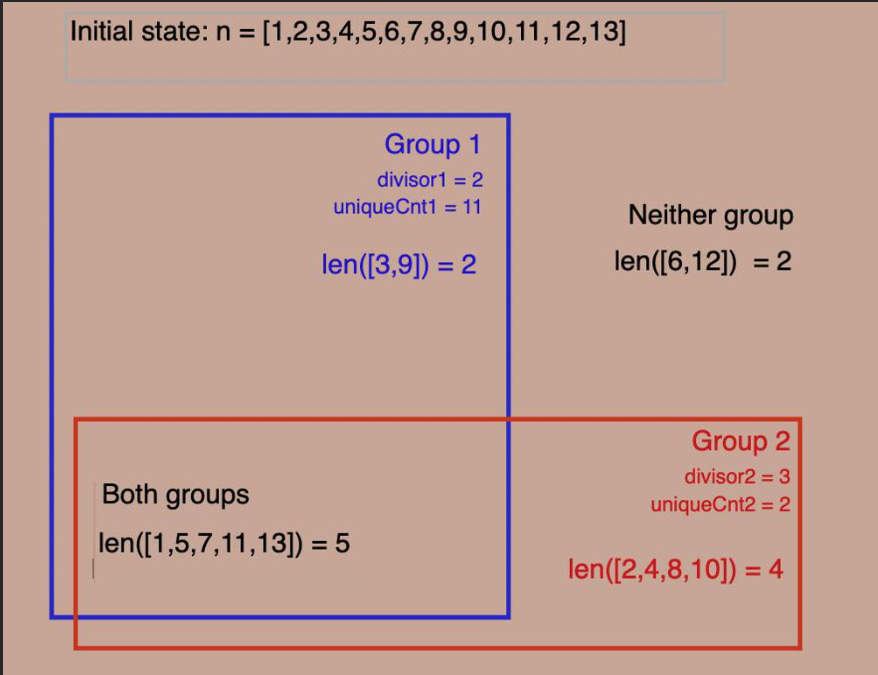 Initial state: n = [1,2,3,4,5,6,7,8,9,10,11,12,13]
Group 1
divisor1 = 2
uniqueCnt1 = 11
len([3,9]) = 2
Neither group
len([6,12]) = 2
Both groups
len([1,5,7,11,13]) = 5
Group 2
divisor2 = 3
uniqueCnt2 = 2
len([2,4,8,10]) = 4